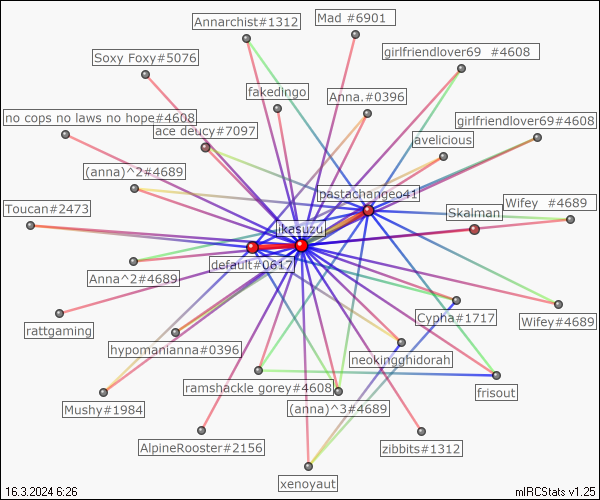 Mad #6901
Annarchist#1312
girlfriendlover69 #4608
Soxy Foxy#5076
fakedingo
Anna.#0396
no cops no laws no hope#4608
girlfriendlover69#4608
ace deucy#7097
avelicious
(anna)^2#4689
pastachangeo41
Wifey #4689
Toucan#2473
Skalman
ikasuzu
default#0617
Anna^2#4689
Cypha#1717
Wifey#4689
rattgaming
hypomanianna#0396
neokingghidorah
ramshackle gorey#4608
frisout
Mushy#1984
(anna)^3#4689
AlpineRooster#2156
zibbits#1312
xenoyaut
16.3.2024 6:26
mIRCStats v1.25